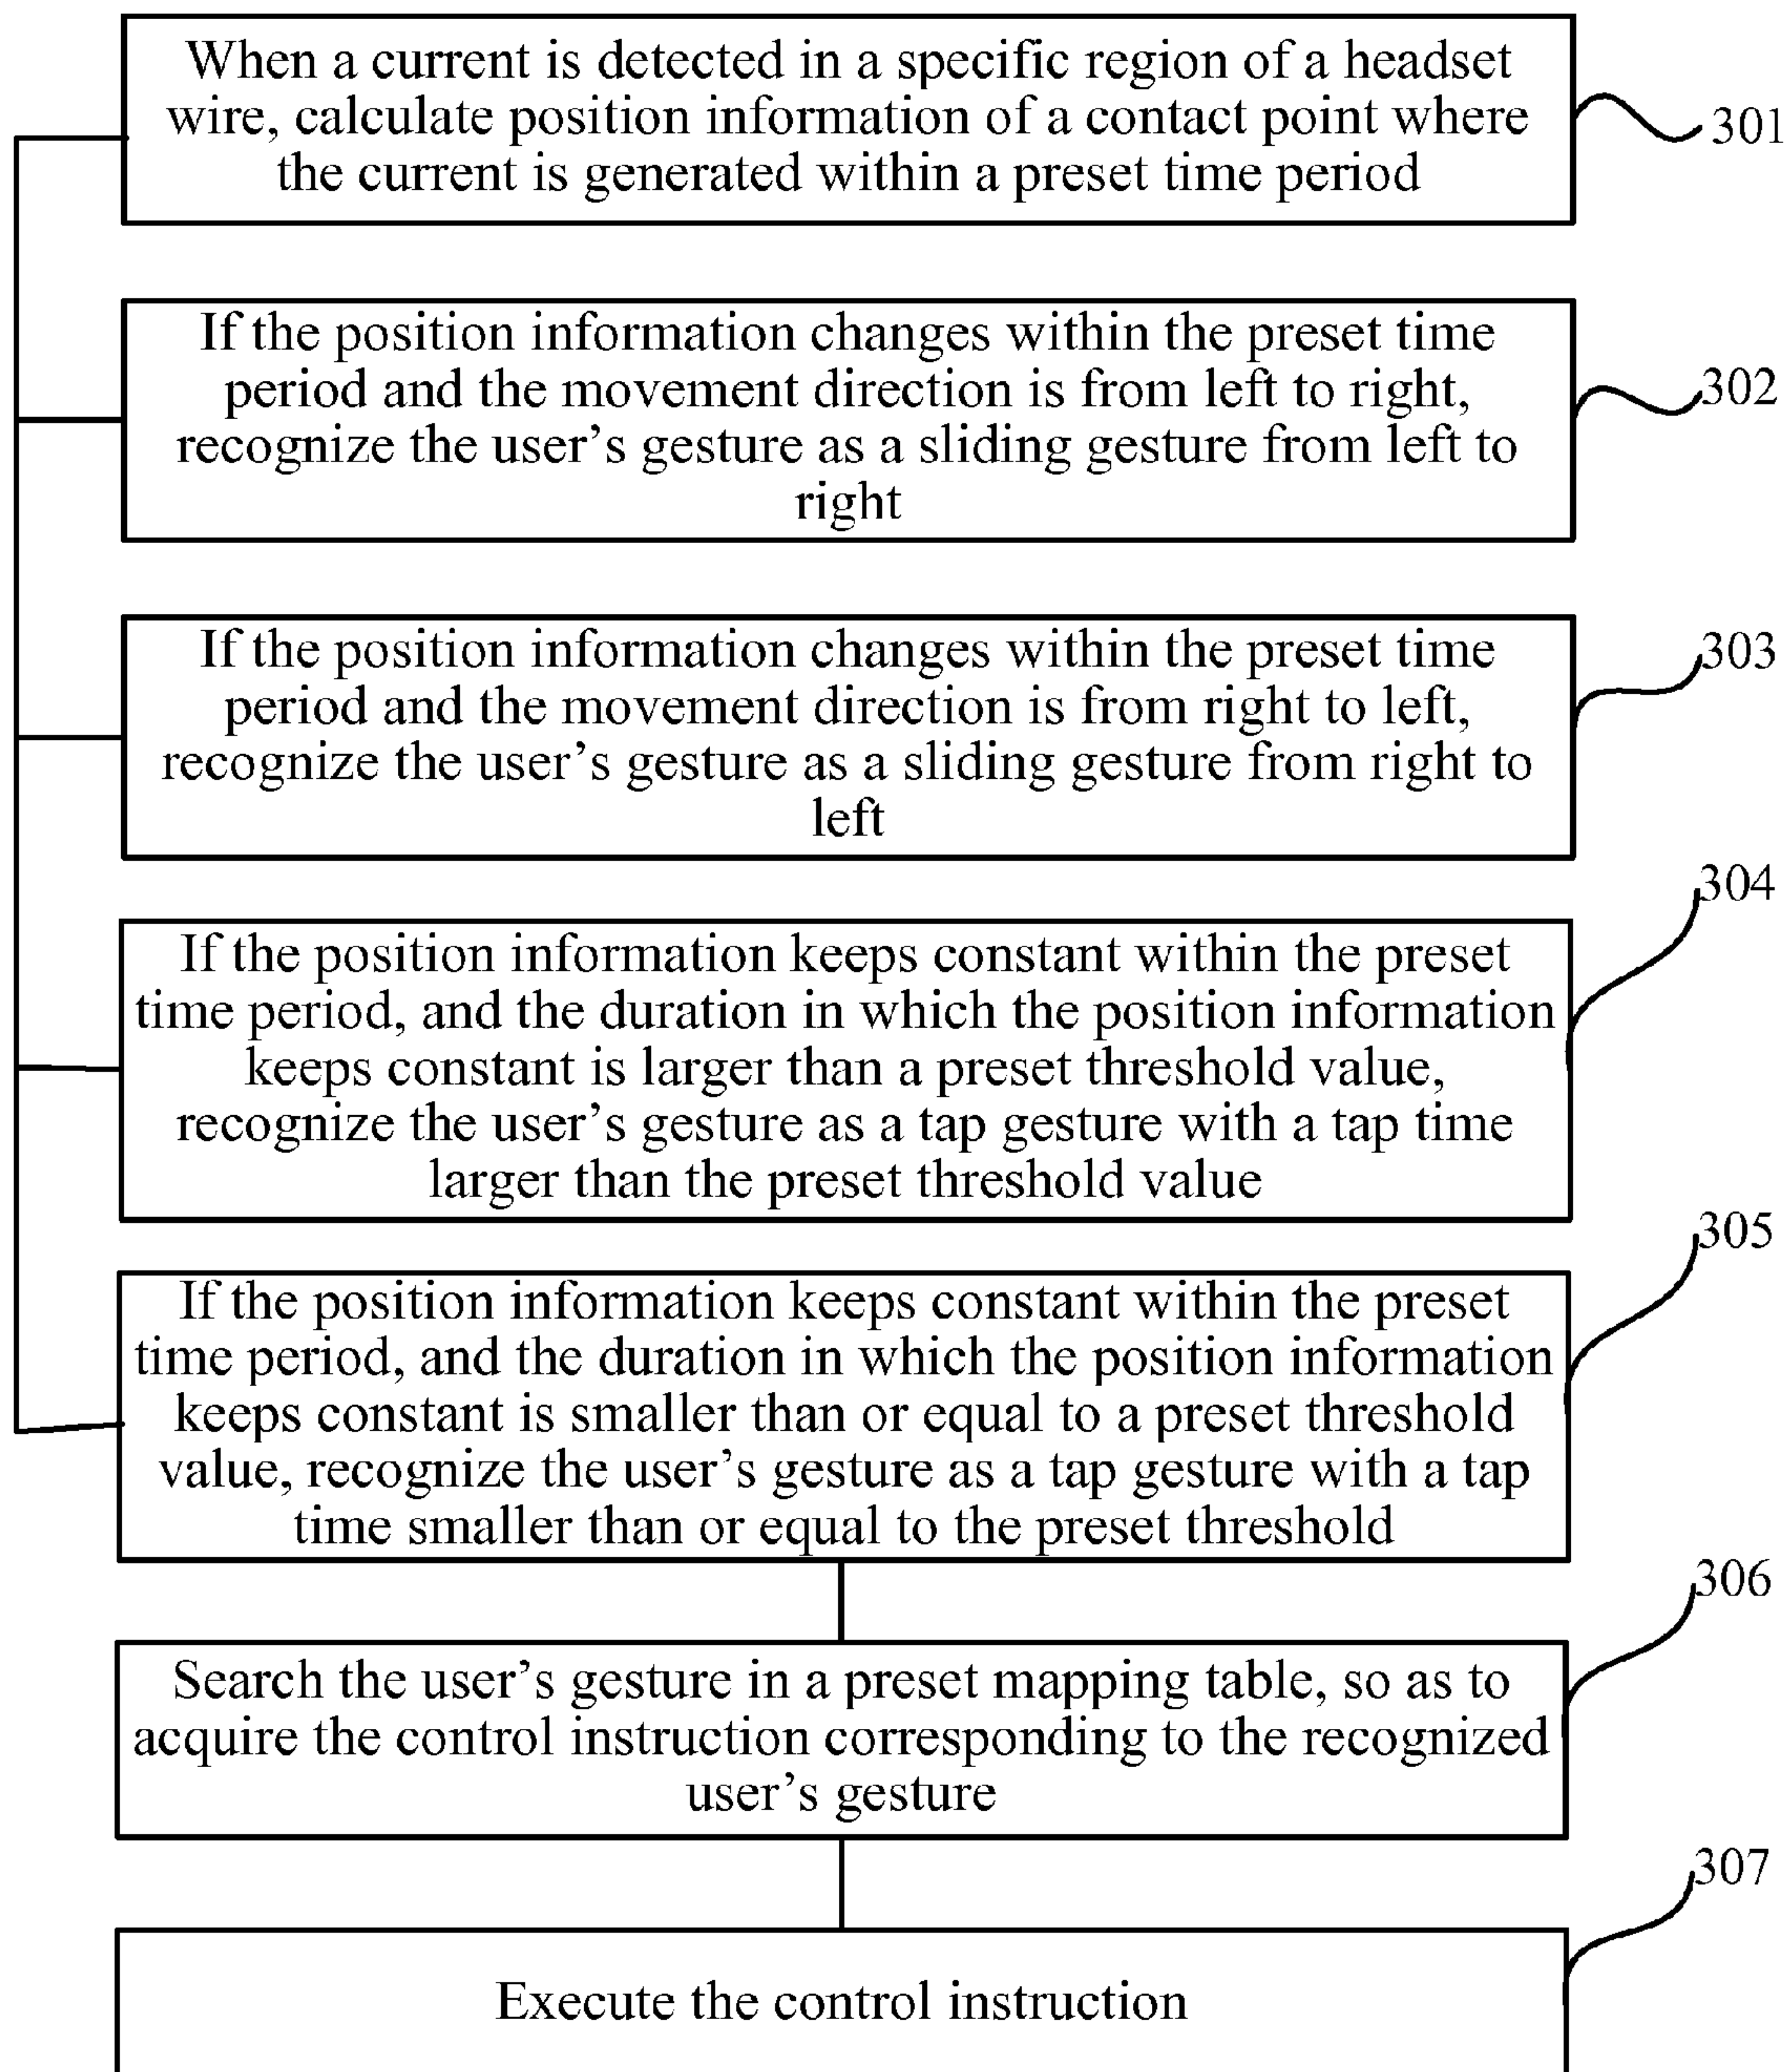 When a current is detected in a specific region of a headset
wire, calculate position information of a contact point where
the current is generated within a preset time period
301
If the position information changes within the preset time
period and the movement direction is from left to right,
recognize the user’s gesture as a sliding gesture from left to
right
302
If the position information changes within the preset time
period and the movement direction is from right to left,
recognize the user’s gesture as a sliding gesture from right to
left
303
If the position information keeps constant within the preset
time period, and the duration in which the position information
keeps constant is larger than a preset threshold value,
recognize the user’s gesture as a tap gesture with a tap time
larger than the preset threshold value
304
If the position information keeps constant within the preset
time period, and the duration in which the position information
keeps constant is smaller than or equal to a preset threshold
value, recognize the user’s gesture as a tap gesture with a tap
time smaller than or equal to the preset threshold
305
Search the user’s gesture in a preset mapping table, so as to
acquire the control instruction corresponding to the recognized
user’s gesture
306
Execute the control instruction
307